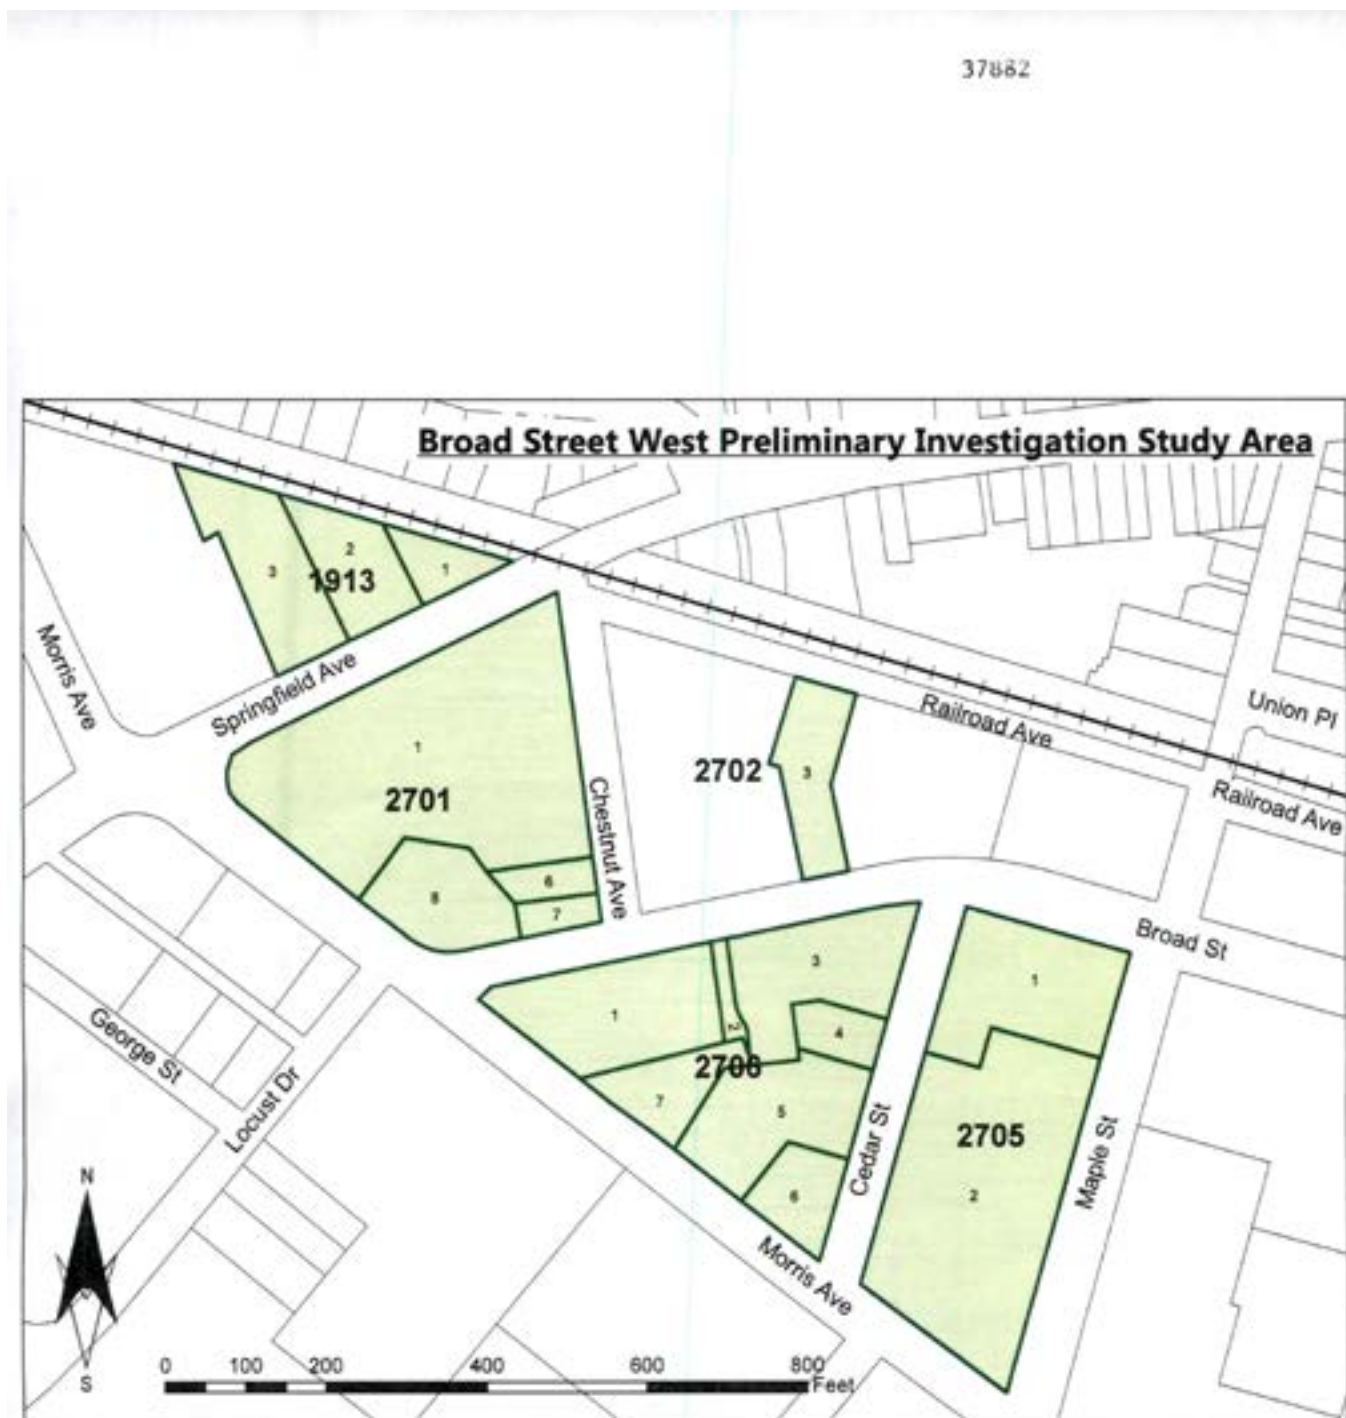 37882
Broad Street West Preliminary Investigation Study Area
2
3
1
1913
Morris Ave
Springfield Ave
Union Pl
Railroad Ave
1
2701
2702
3
Railroad Ave
Chestnut Ave
6
8
7
Broad St
3
1
1
2
4
George St
2706
Locust Dr
7
5
2705
Cedar St
Maple St
6
2
N
Morris Ave
0 100 200 400 600 800
Feet
S